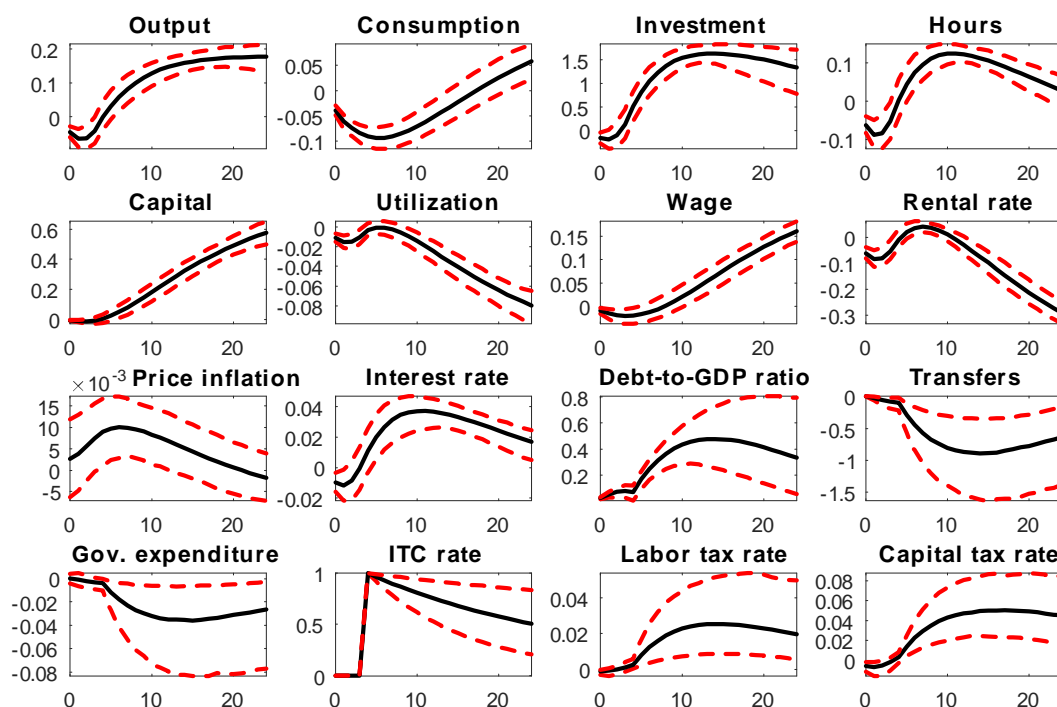 Output
0.2
0.1
0
0 10 20
Consumption
0.05
0
-0.05
-0.1
0 10 20
Investment
1.5
1
0.5
0
0 10 20
Hours
0.1
0
-0.1
0 10 20
Capital
0.6
0.4
0.2
0
0 10 20
Utilization
0
-0.02
-0.04
-0.06
-0.08
0 10 20
Wage
0.15
0.1
0.05
0
0 10 20
Rental rate
0
-0.1
-0.2
-0.3
0 10 20
× 10⁻³ Price inflation
15
10
5
0
-5
0 10 20
Interest rate
0.04
0.02
0
-0.02
0 10 20
Debt-to-GDP ratio
0.8
0.6
0.4
0.2
0 10 20
Transfers
0
-0.5
-1
-1.5
0 10 20
Gov. expenditure
0
-0.02
-0.04
-0.06
-0.08
0 10 20
ITC rate
1
0.5
0
0 10 20
Labor tax rate
0.04
0.02
0
0 10 20
Capital tax rate
0.08
0.06
0.04
0.02
0
0 10 20